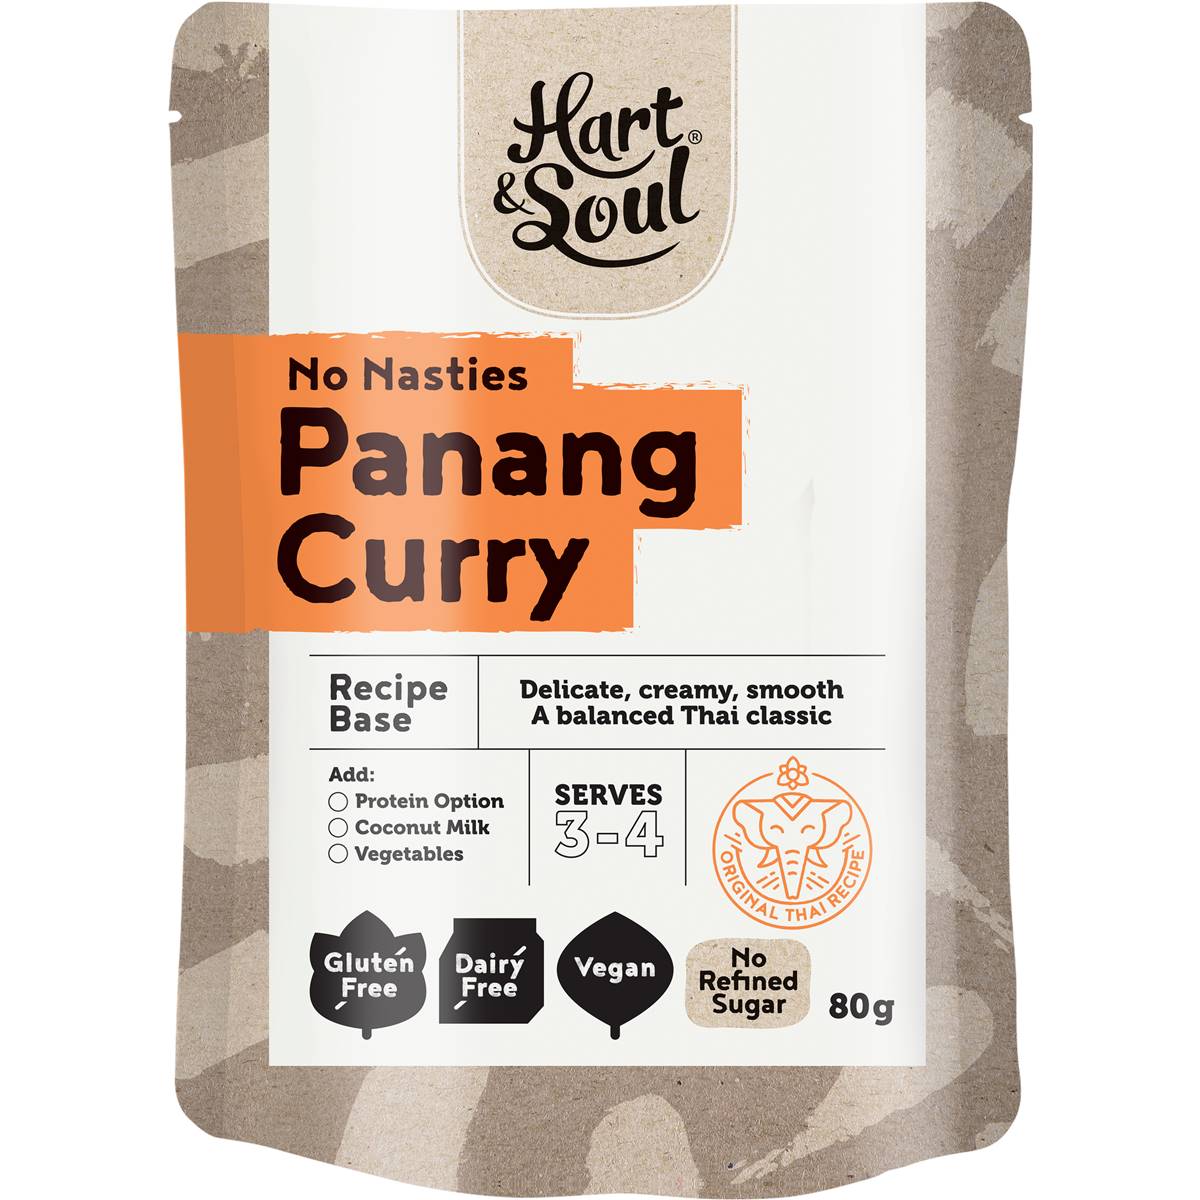 Hart
& Soul®
No Nasties
Panang
Curry
Recipe
Base
Delicate, creamy, smooth
A balanced Thai classic
Add:
Protein Option
Coconut Milk
Vegetables
SERVES
3-4
ORIGINAL THAI RECIPE
Gluten
Free
Dairy
Free
Vegan
No
Refined
Sugar
80g